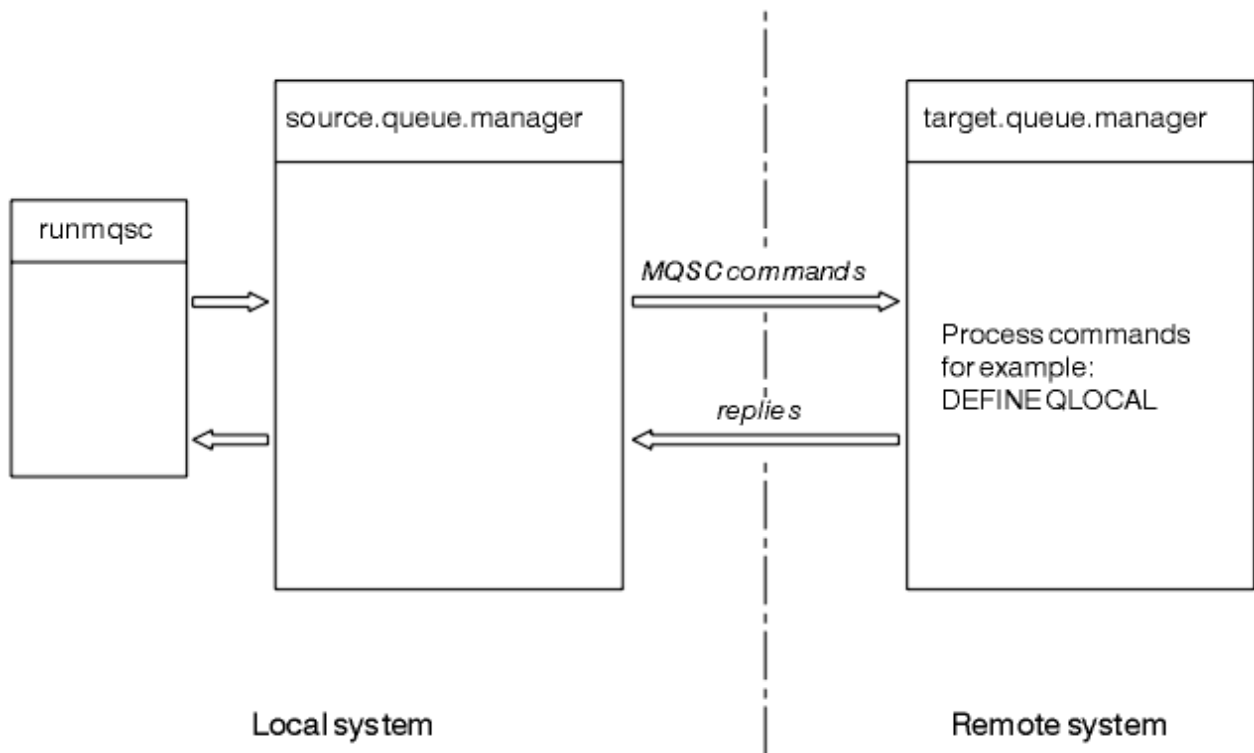 source.queue.manager
target.queue.manager
runmqsc
MQSC commands
Process commands
for example:
DEFINE QLOCAL
replies
Local system
Remote system